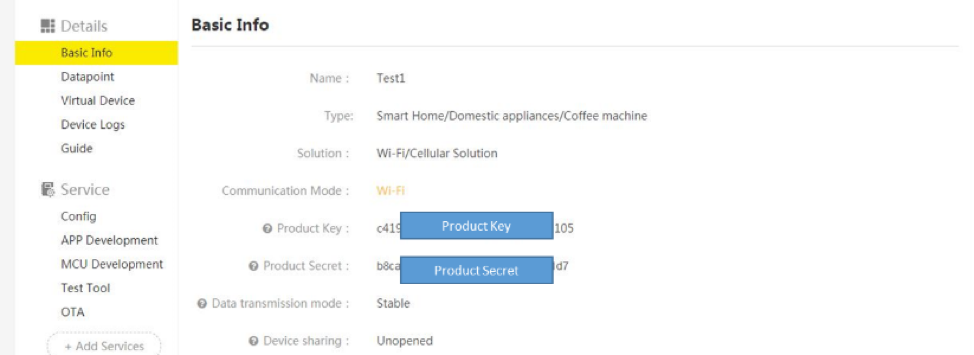 Details
Basic Info
Datapoint
Virtual Device
Device Logs
Guide
Service
Config
APP Development
MCU Development
Test Tool
OTA
+ Add Services
Basic Info
Name : Test1
Type: Smart Home/Domestic appliances/Coffee machine
Solution : Wi-Fi/Cellular Solution
Communication Mode : Wi-Fi
Product Key : c419 Product Key 105
Product Secret : b8ca Product Secret d7
Data transmission mode : Stable
Device sharing : Unopened